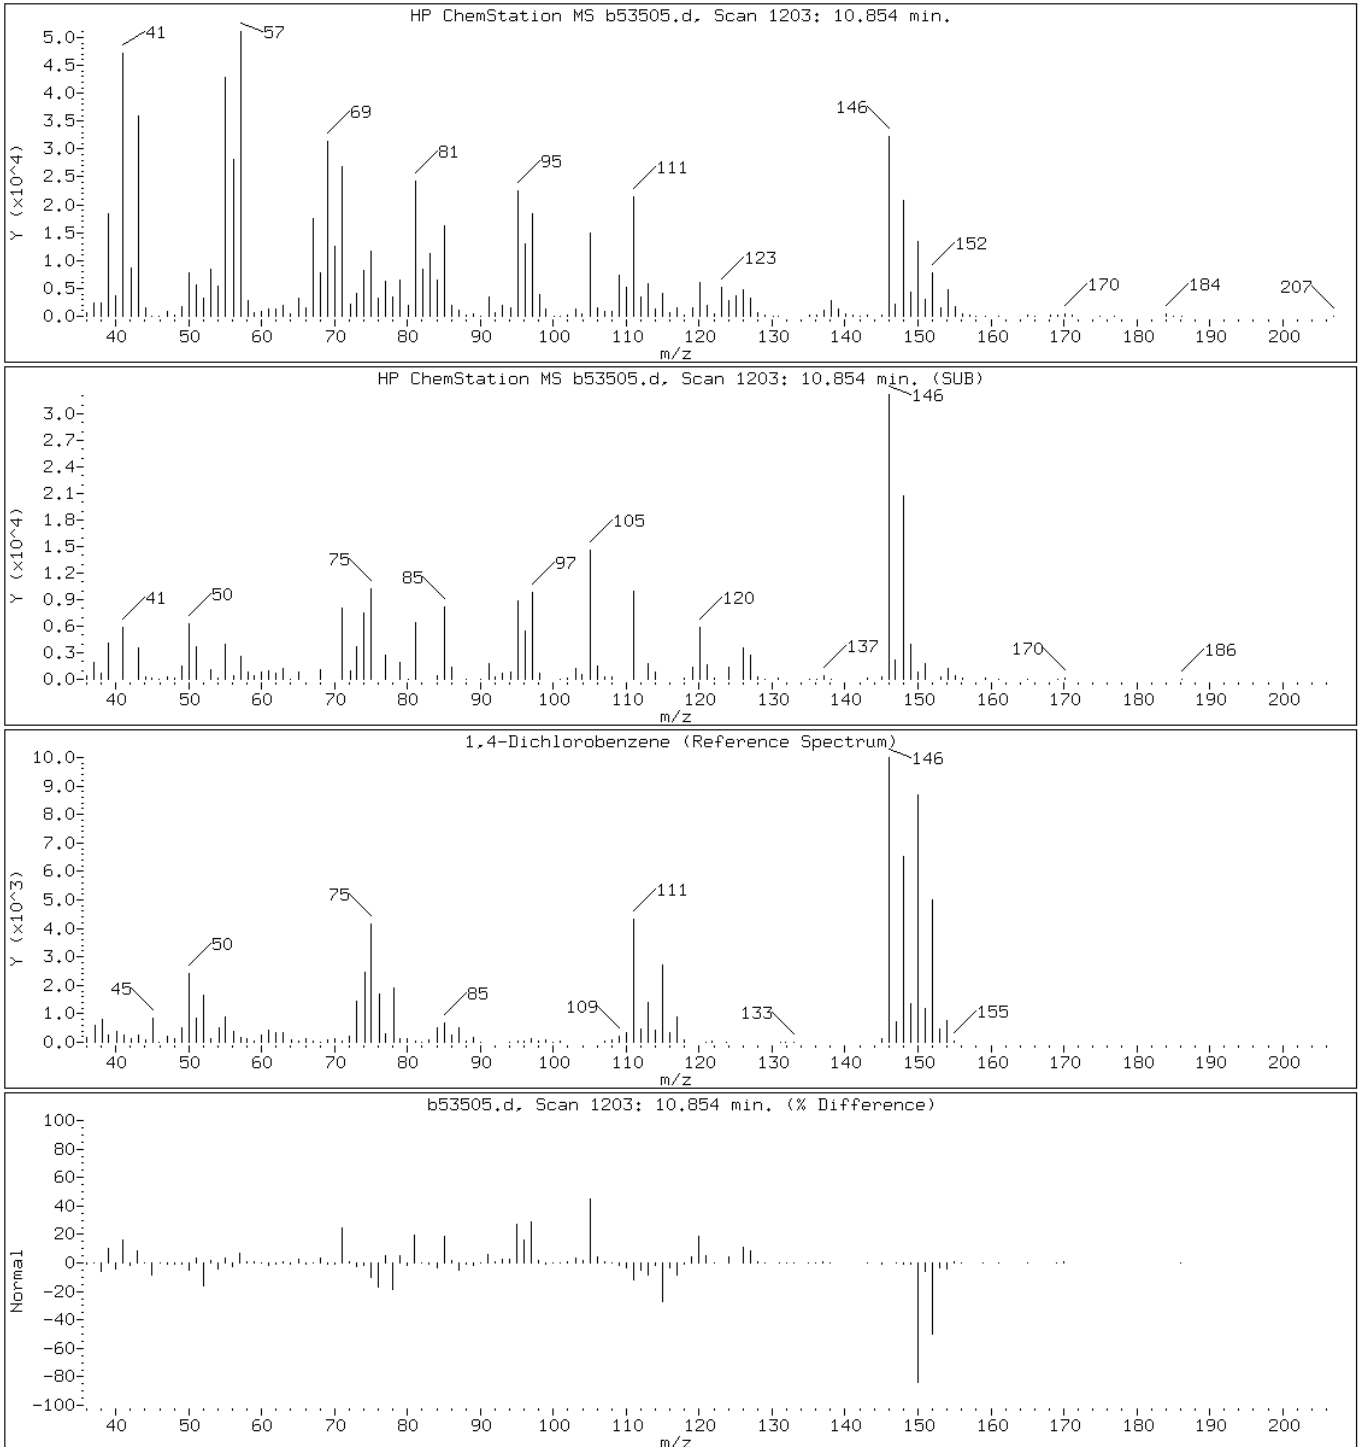 HP ChemStation MS b53505.d, Scan 1203: 10.854 min.
Y (x10^4)
5.0
4.5
4.0
3.5
3.0
2.5
2.0
1.5
1.0
0.5
0.0
41 57 69 81 95 111 123 146 152 170 184 207
40 50 60 70 80 90 100 110 120 130 140 150 160 170 180 190 200
m/z
HP ChemStation MS b53505.d, Scan 1203: 10.854 min. (SUB)
Y (x10^4)
3.0
2.7
2.4
2.1
1.8
1.5
1.2
0.9
0.6
0.3
0.0
41 50 75 85 97 105 120 137 146 170 186
40 50 60 70 80 90 100 110 120 130 140 150 160 170 180 190 200
m/z
1,4-Dichlorobenzene (Reference Spectrum)
Y (x10^3)
10.0
9.0
8.0
7.0
6.0
5.0
4.0
3.0
2.0
1.0
0.0
45 50 75 85 109 111 133 146 155
40 50 60 70 80 90 100 110 120 130 140 150 160 170 180 190 200
m/z
b53505.d, Scan 1203: 10.854 min. (% Difference)
Normal
100
80
60
40
20
0
-20
-40
-60
-80
-100
40 50 60 70 80 90 100 110 120 130 140 150 160 170 180 190 200
m/z